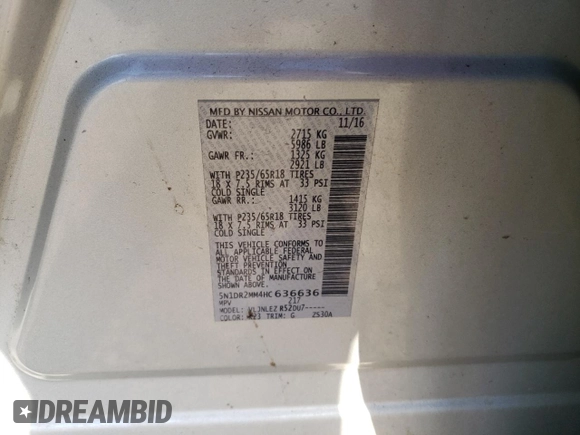 MFD BY NISSAN MOTOR CO., LTD.
DATE: 11/16
GVWR: 2715 KG
5986 LB
GAWR FR.: 1325 KG
2921 LB
WITH P235/65R18 TIRES
18 X 7.5 RIMS AT 33 PSI
COLD SINGLE
GAWR RR.: 1415 KG
3120 LB
WITH P235/65R18 TIRES
18 X 7.5 RIMS AT 33 PSI
COLD SINGLE
THIS VEHICLE CONFORMS TO
ALL APPLICABLE FEDERAL
MOTOR VEHICLE SAFETY AND
THEFT PREVENTION
STANDARDS IN EFFECT ON
THE DATE OF MANUFACTURE
5N1DR2MM4HC636636
MPV 217
MODEL: R52DU7-----
COLOR: TRIM: G 2530A
DREAMBID